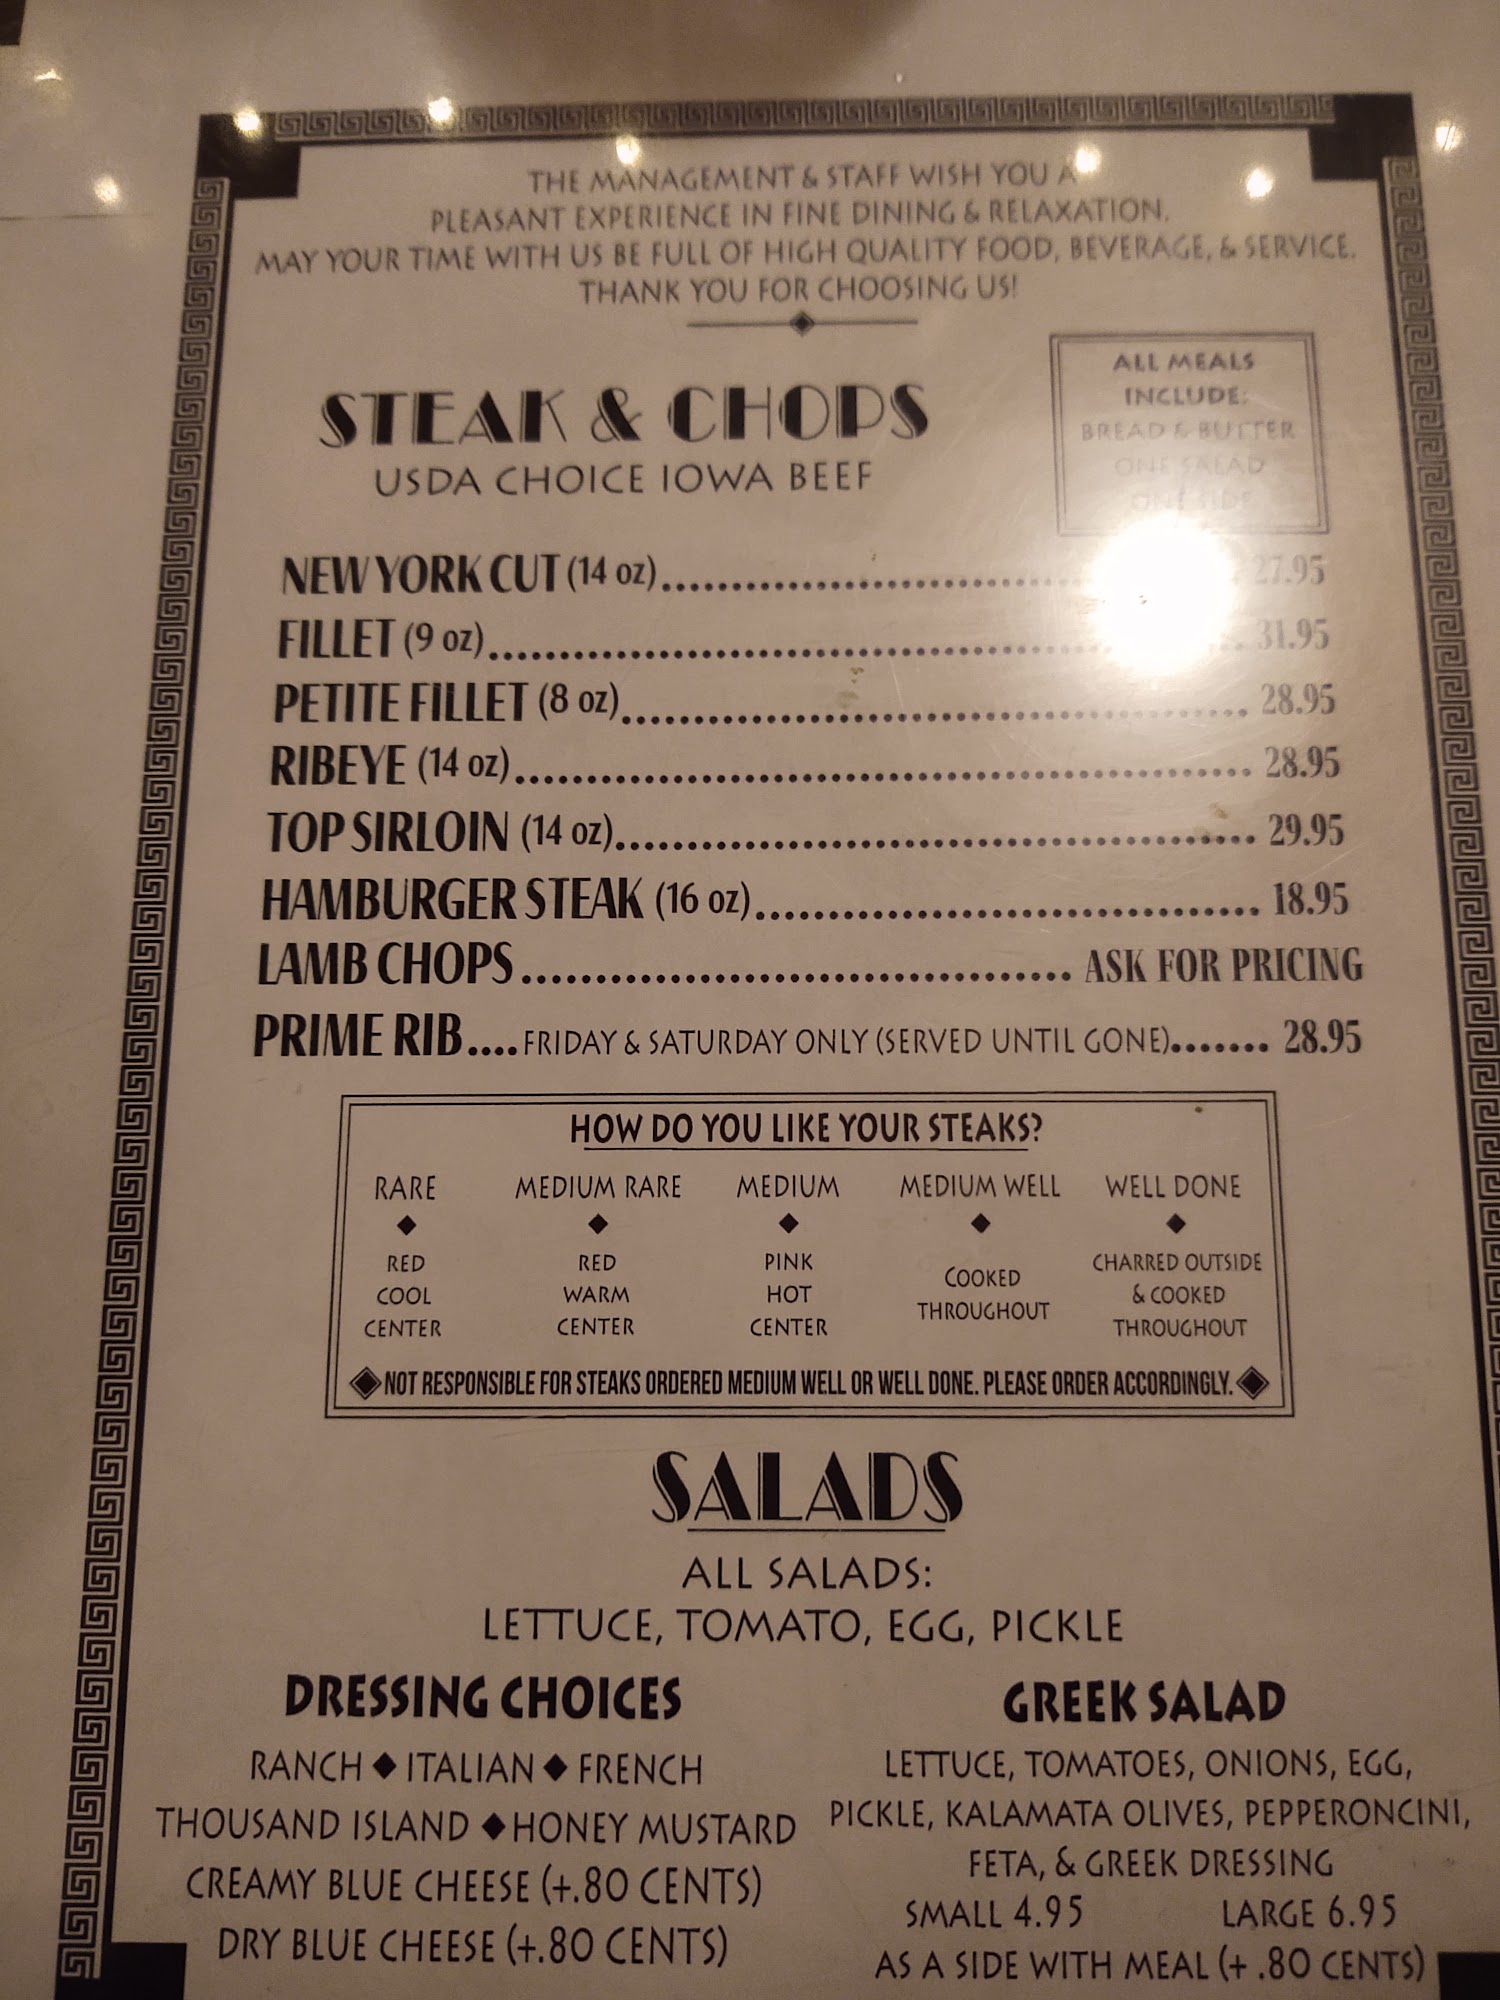 THE MANAGEMENT & STAFF WISH YOU A
PLEASANT EXPERIENCE IN FINE DINING & RELAXATION.
MAY YOUR TIME WITH US BE FULL OF HIGH QUALITY FOOD, BEVERAGE, & SERVICE.
THANK YOU FOR CHOOSING US!
ALL MEALS
INCLUDE:
BREAD & BUTTER
ONE SALAD
ONE SIDE
STEAK & CHOPS
USDA CHOICE IOWA BEEF
NEW YORK CUT (14 oz)........................................ 27.95
FILLET (9 oz)........................................ 31.95
PETITE FILLET (8 oz)........................................ 28.95
RIBEYE (14 oz)........................................ 28.95
TOP SIRLOIN (14 oz)........................................ 29.95
HAMBURGER STEAK (16 oz)................................... 18.95
LAMB CHOPS...................................... ASK FOR PRICING
PRIME RIB....FRIDAY & SATURDAY ONLY (SERVED UNTIL GONE)....... 28.95
HOW DO YOU LIKE YOUR STEAKS?
RARE MEDIUM RARE MEDIUM MEDIUM WELL WELL DONE
◆ ◆ ◆ ◆ ◆
RED RED PINK COOKED CHARRED OUTSIDE
COOL WARM HOT THROUGHOUT & COOKED
CENTER CENTER CENTER THROUGHOUT
◆NOT RESPONSIBLE FOR STEAKS ORDERED MEDIUM WELL OR WELL DONE. PLEASE ORDER ACCORDINGLY.◆
SALADS
ALL SALADS:
LETTUCE, TOMATO, EGG, PICKLE
DRESSING CHOICES
RANCH ◆ ITALIAN ◆ FRENCH
THOUSAND ISLAND ◆ HONEY MUSTARD
CREAMY BLUE CHEESE (+.80 CENTS)
DRY BLUE CHEESE (+.80 CENTS)
GREEK SALAD
LETTUCE, TOMATOES, ONIONS, EGG,
PICKLE, KALAMATA OLIVES, PEPPERONCINI,
FETA, & GREEK DRESSING
SMALL 4.95 LARGE 6.95
AS A SIDE WITH MEAL (+ .80 CENTS)